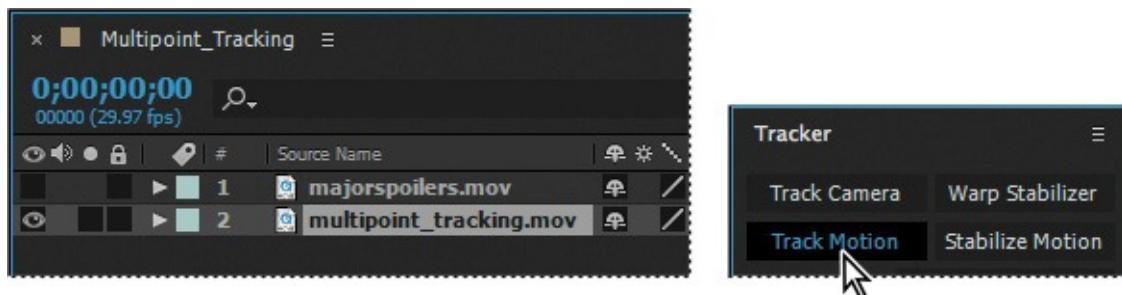 × Multipoint_Tracking
0;00;00;00
00000 (29.97 fps)
# Source Name
1 majorspoilers.mov
2 multipoint_tracking.mov
Tracker
Track Camera Warp Stabilizer
Track Motion Stabilize Motion